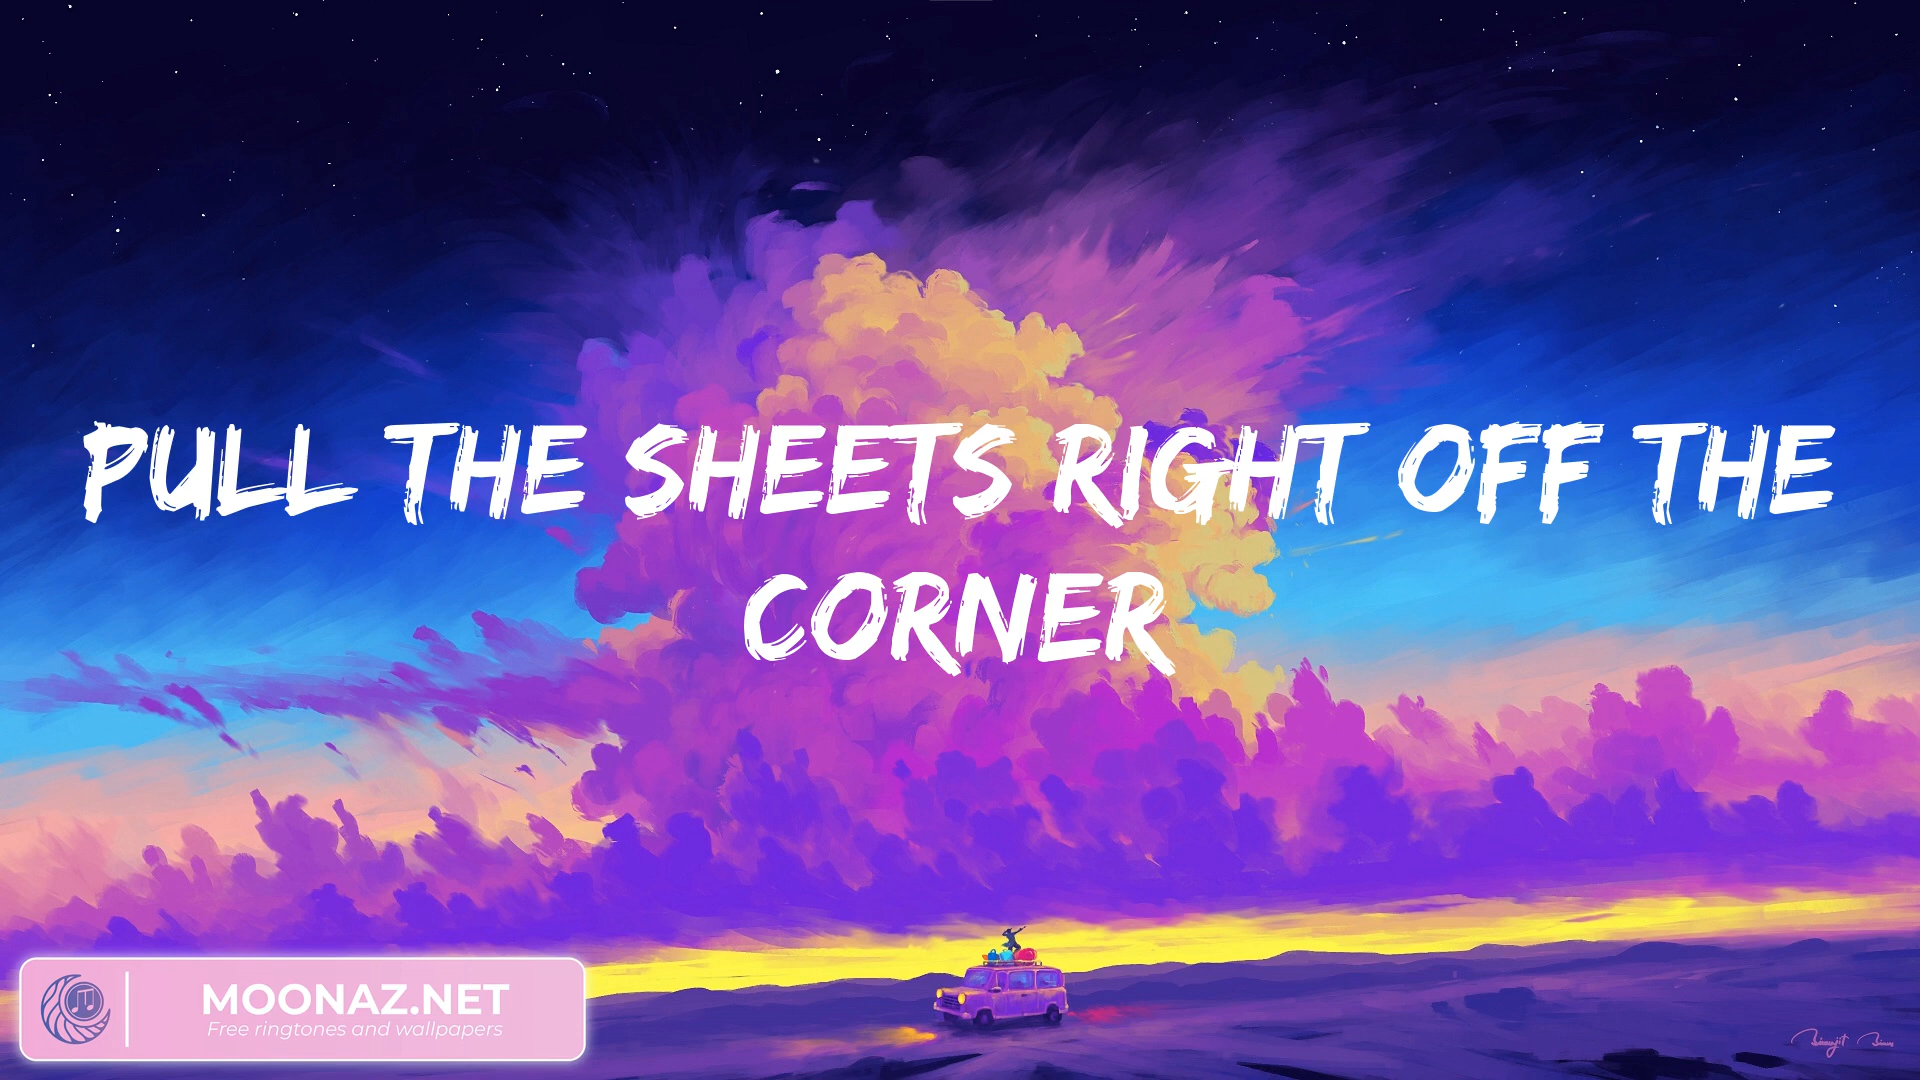 PULL THE SHEETS RIGHT OFF THE
CORNER
MOONAZ.NET
Free ringtones and wallpapers